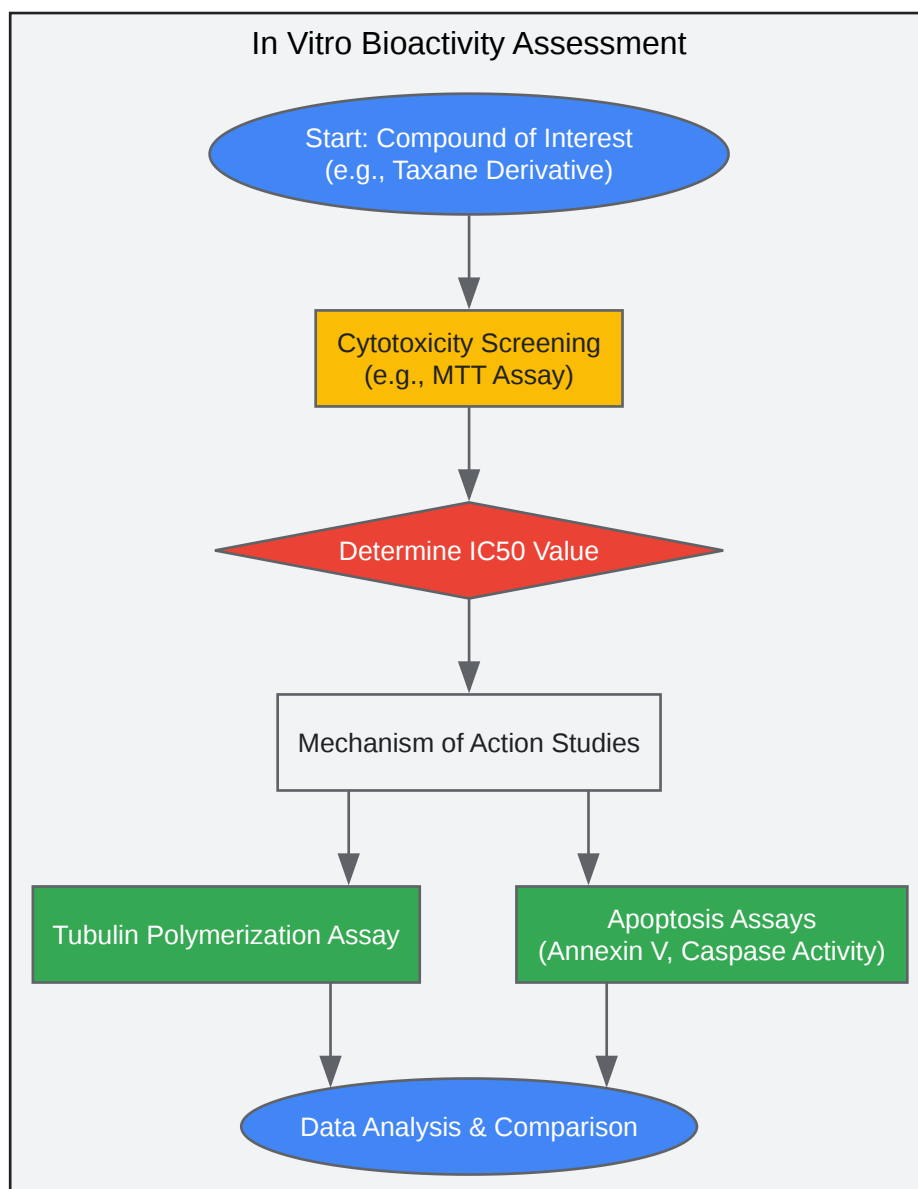 In Vitro Bioactivity Assessment
Start: Compound of Interest
(e.g., Taxane Derivative)
Cytotoxicity Screening
(e.g., MTT Assay)
Determine IC50 Value
Mechanism of Action Studies
Tubulin Polymerization Assay
Apoptosis Assays
(Annexin V, Caspase Activity)
Data Analysis & Comparison